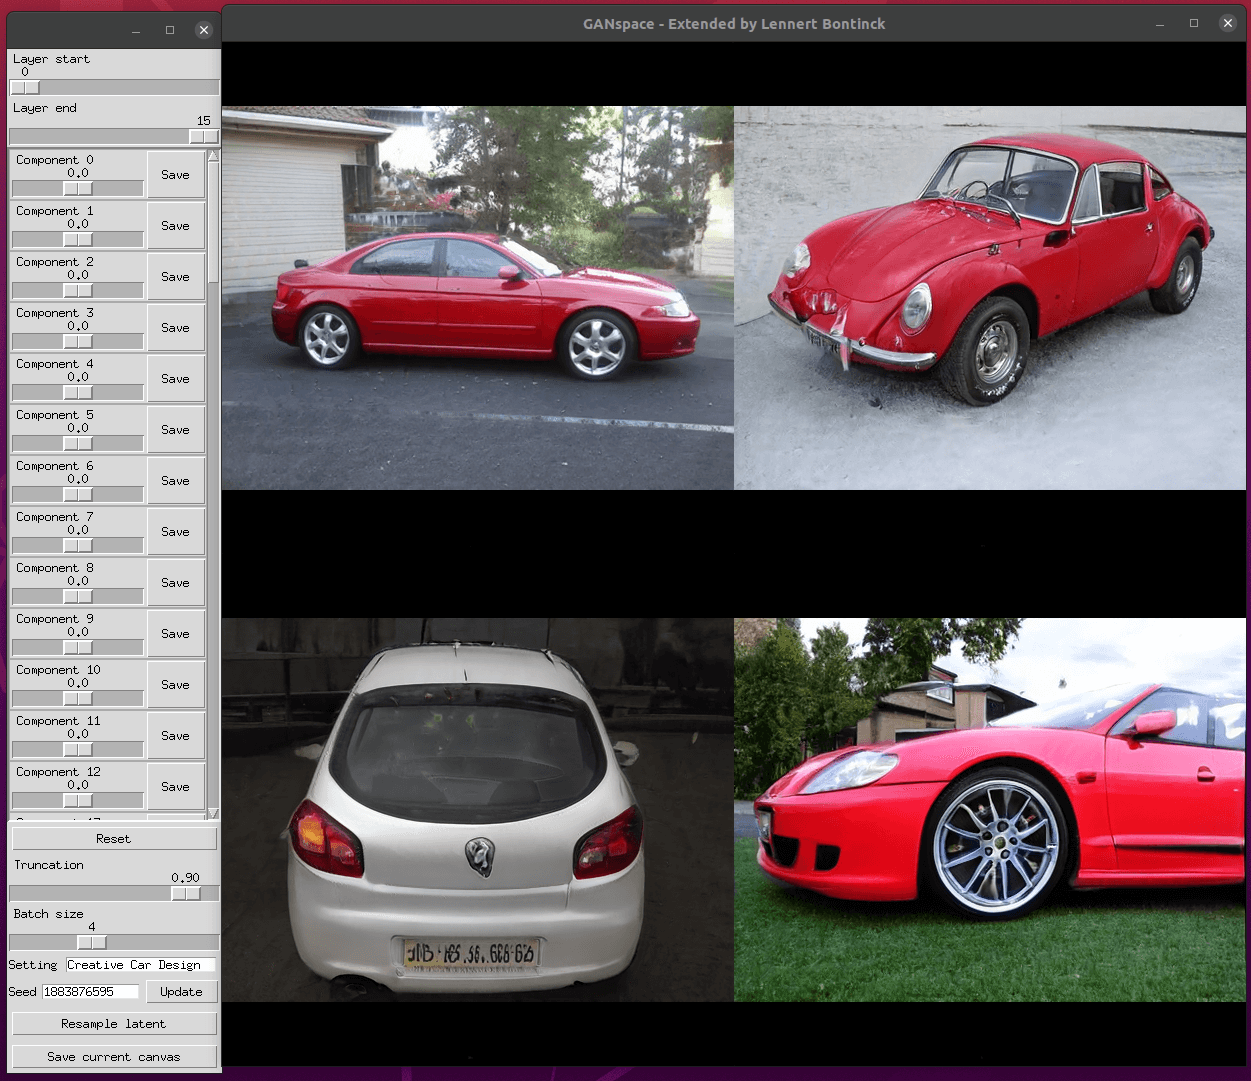 GANspace - Extended by Lennert Bontinck
Layer start
0
Layer end
15
Component 0
0.0
Save
Component 1
0.0
Save
Component 2
0.0
Save
Component 3
0.0
Save
Component 4
0.0
Save
Component 5
0.0
Save
Component 6
0.0
Save
Component 7
0.0
Save
Component 8
0.0
Save
Component 9
0.0
Save
Component 10
0.0
Save
Component 11
0.0
Save
Component 12
0.0
Save
Reset
Truncation
0.90
Batch size
4
Setting Creative Car Design
Seed 1883876595 Update
Resample latent
Save current canvas